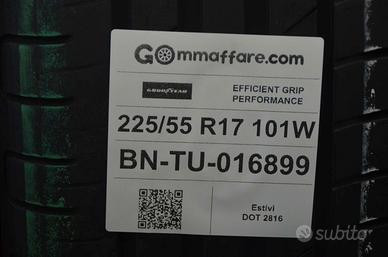 GOmmaffare.com
GOODYEAR
EFFICIENT GRIP
PERFORMANCE
225/55 R17 101W
BN-TU-016899
Estivi
DOT 2816
subito